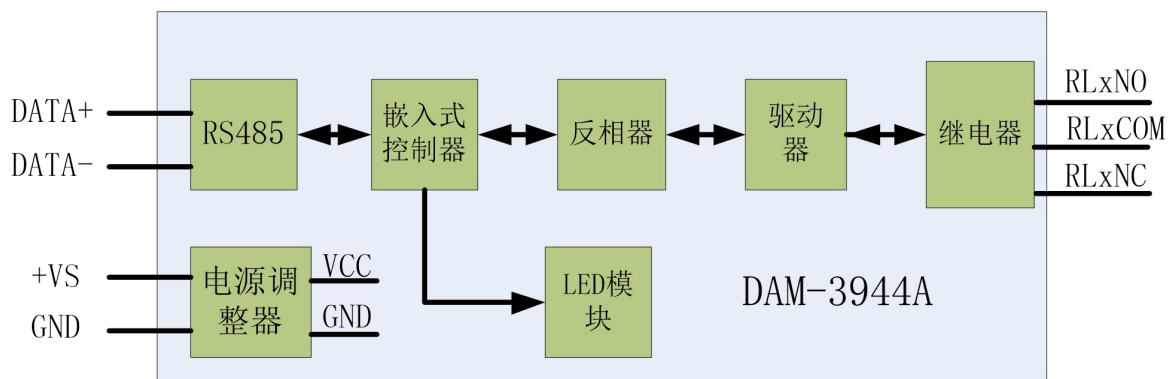 DATA+
DATA-
RS485
嵌入式
控制器
反相器
驱动
器
继电器
RLxNO
RLxCOM
RLxNC
+VS
GND
电源调
整器
VCC
GND
LED模
块
DAM-3944A